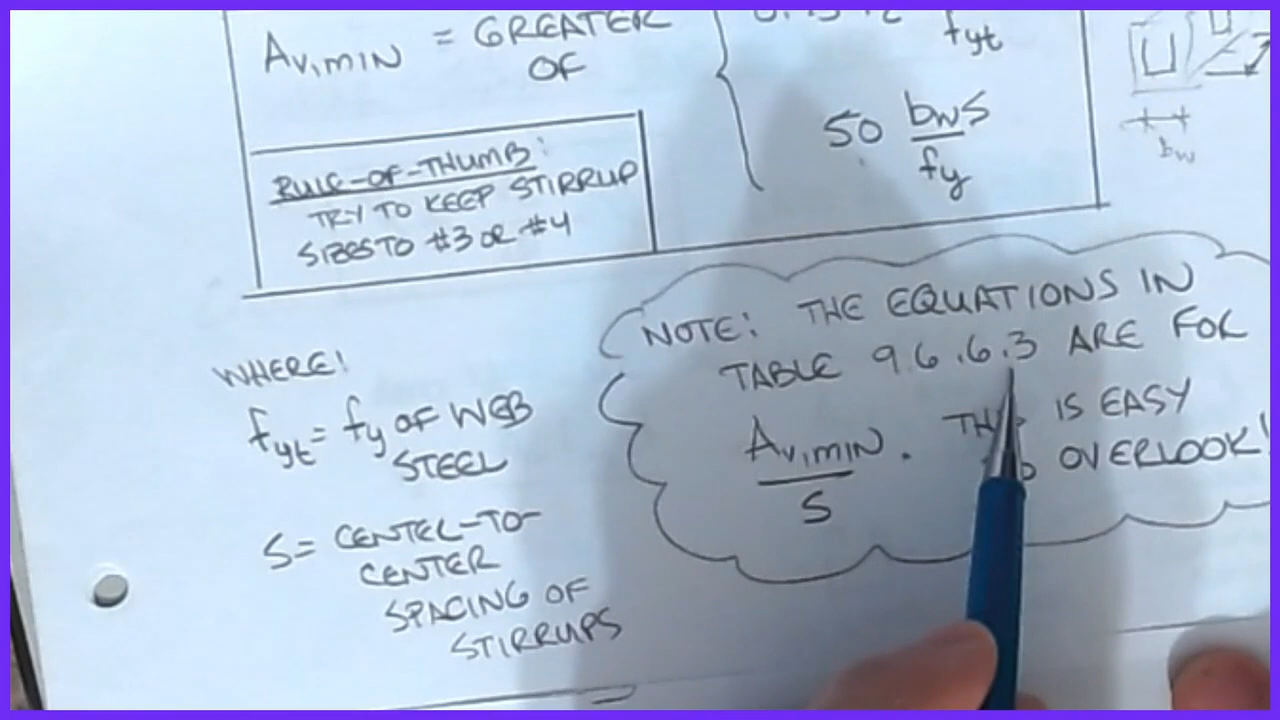 Av,MIN = GREATER OF
fyt
50 bwS / fy
bw
RULE-OF-THUMB:
TRY TO KEEP STIRRUP
SIZES TO #3 OR #4
WHERE:
fyt = fy OF WEB
STEEL
S = CENTER-TO-
CENTER
SPACING OF
STIRRUPS
NOTE: THE EQUATIONS IN
TABLE 9.6.6.3 ARE FOR
Av,MIN / S . THIS IS EASY
TO OVERLOOK!